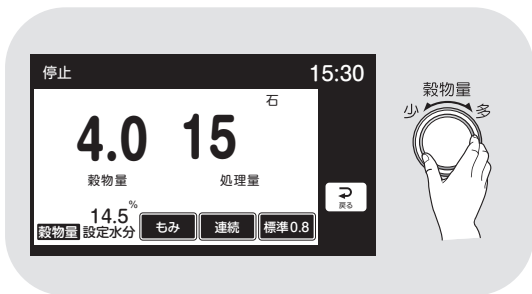 停止 15:30
石
4.0 15
穀物量 処理量
戻る
14.5%
穀物量 設定水分 もみ 連続 標準0.8
穀物量
少 多